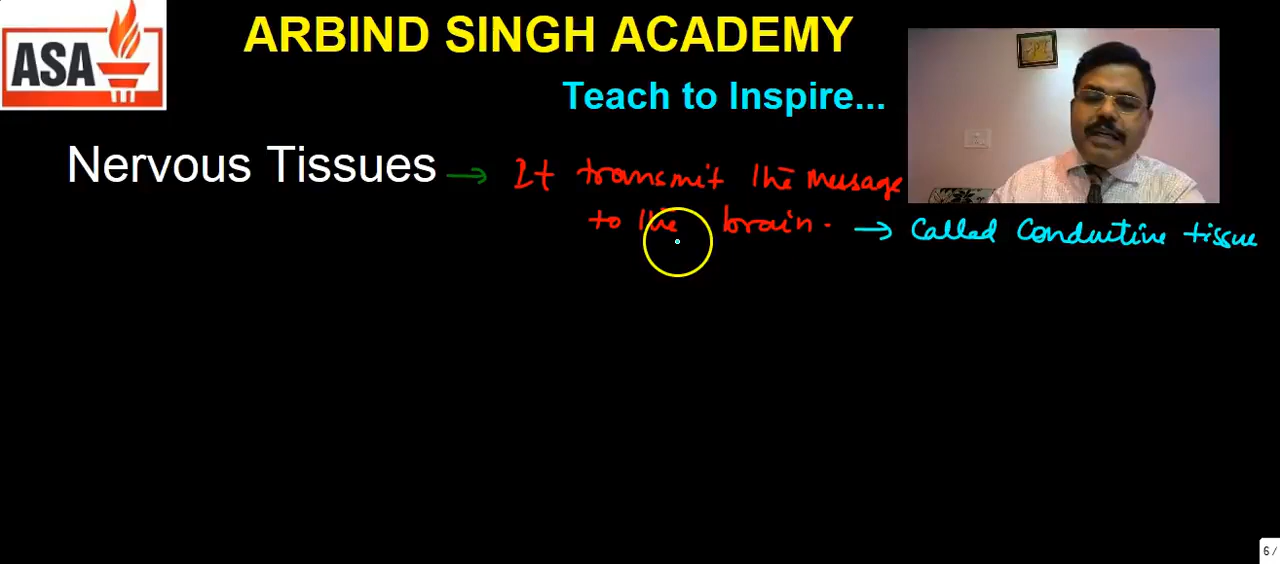 ASA
ARBIND SINGH ACADEMY
Teach to Inspire...
Nervous Tissues → It transmit the message
to the brain. → Called Conductive tissue
6 /